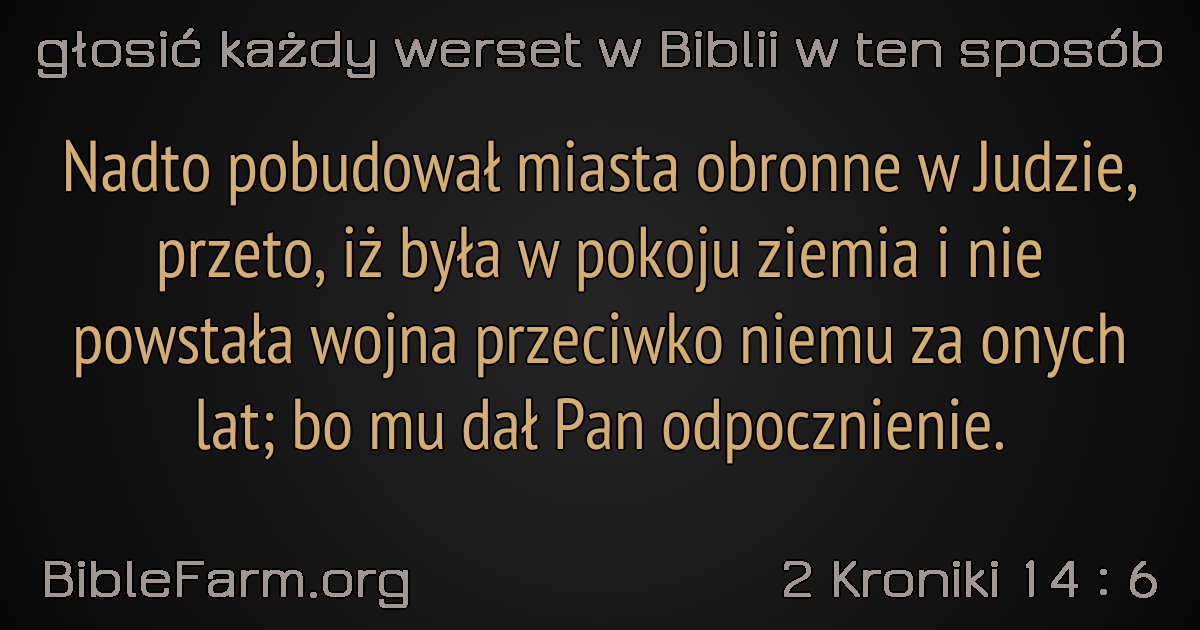 głosić każdy werset w Biblii w ten sposób
Nadto pobudował miasta obronne w Judzie,
przeto, iż była w pokoju ziemia i nie
powstała wojna przeciwko niemu za onych
lat; bo mu dał Pan odpocznienie.
BibleFarm.org
2 Kroniki 14 : 6